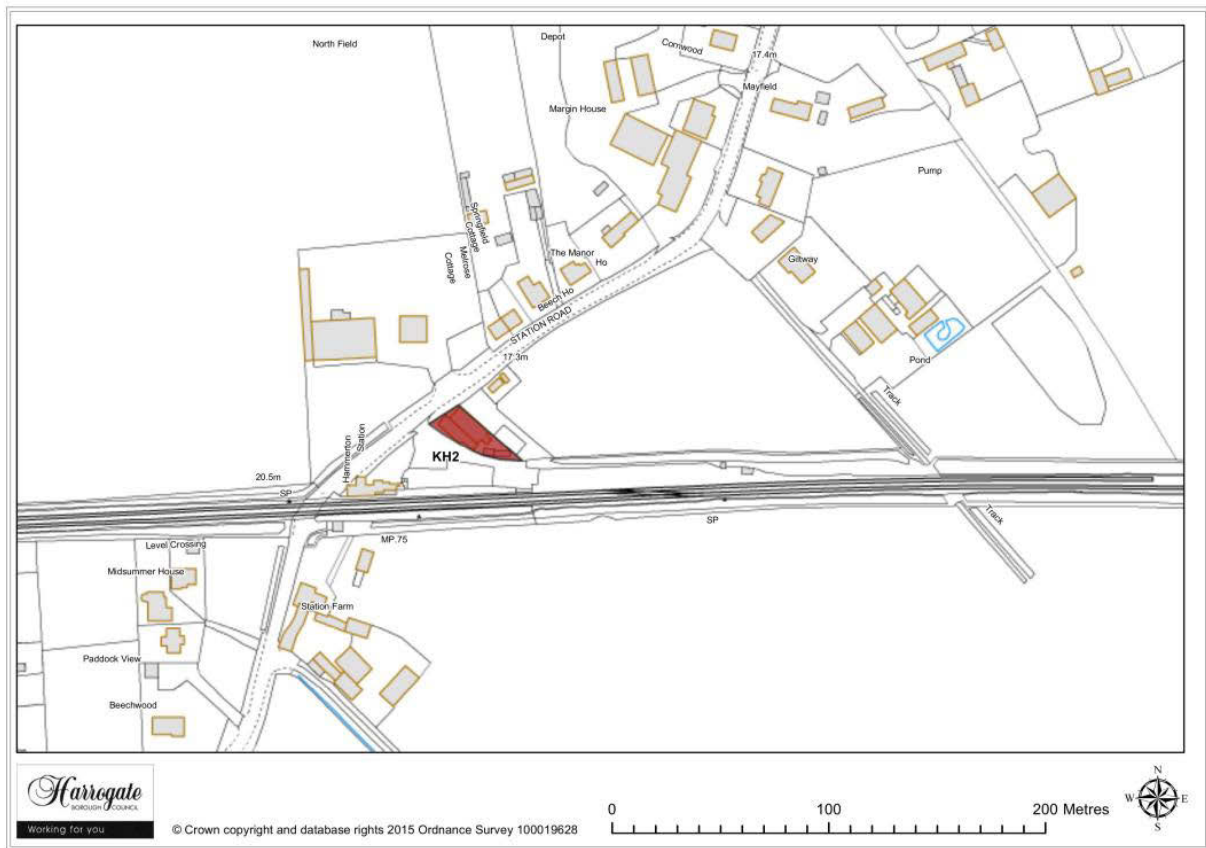 North Field
Depot
Cornwood
17.4m
Mayfield
Margin House
Pump
Springfield
Cottage
Melrose
Cottage
The Manor
Ho
Giltway
Beech Ho
STATION ROAD
17.3m
Pond
Track
Hammerton
Station
KH2
20.5m
SP
SP
Track
MP.75
Level Crossing
Midsummer House
Station Farm
Paddock View
Beechwood
Harrogate
BOROUGH COUNCIL
Working for you
© Crown copyright and database rights 2015 Ordnance Survey 100019628
0 100 200 Metres
N
W E
S